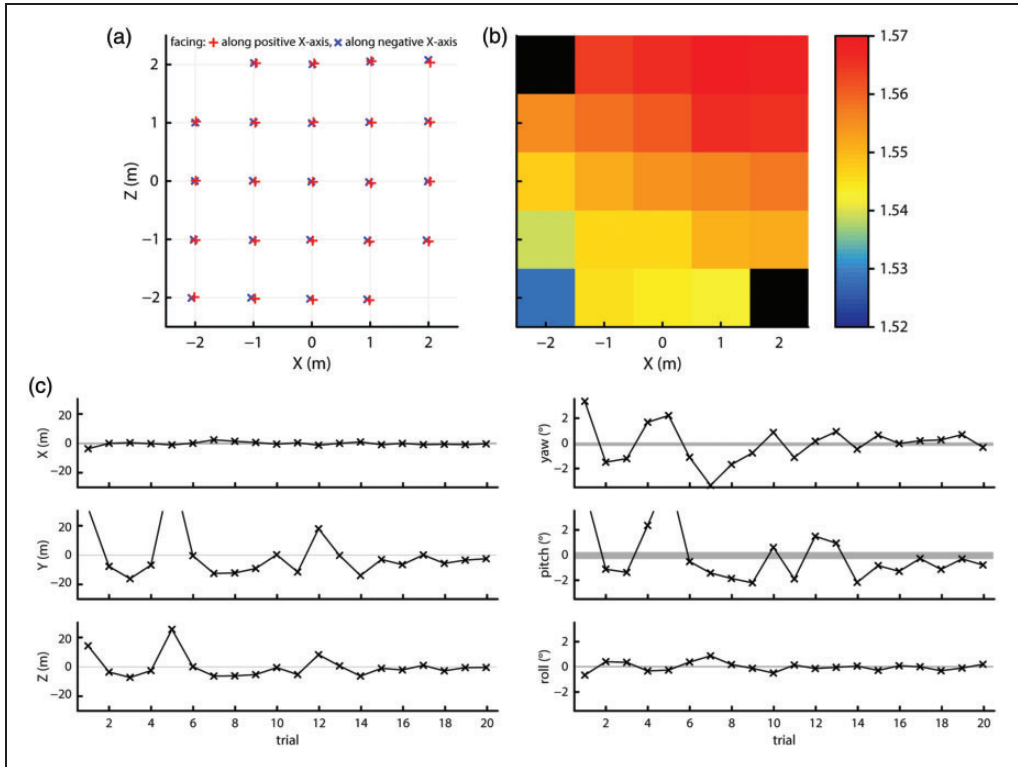 (a)
facing: + along positive X-axis, × along negative X-axis
2
1
0
−1
−2
Z (m)
−2 −1 0 1 2
X (m)
(b)
−2 −1 0 1 2
X (m)
1.57
1.56
1.55
1.54
1.53
1.52
(c)
20
0
−20
X (m)
20
0
−20
Y (m)
20
0
−20
Z (m)
2 4 6 8 10 12 14 16 18 20
trial
2
0
−2
yaw (°)
2
0
−2
pitch (°)
2
0
−2
roll (°)
2 4 6 8 10 12 14 16 18 20
trial